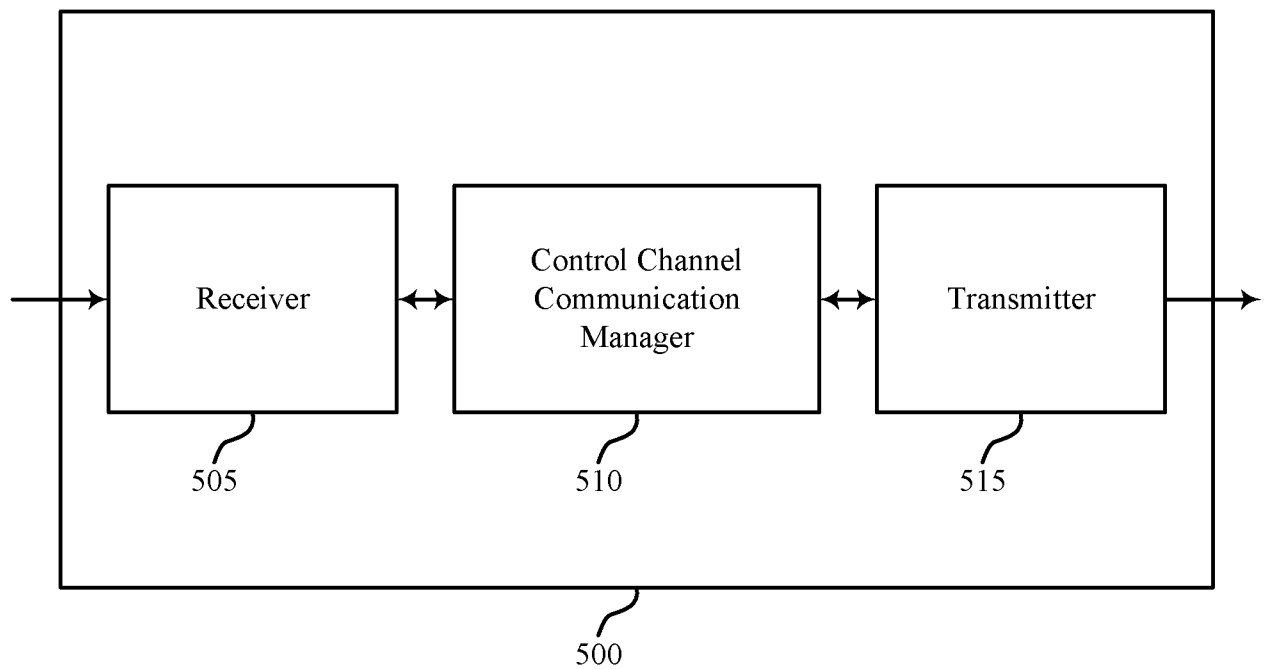 Receiver
Control Channel
Communication
Manager
Transmitter
505
510
515
500